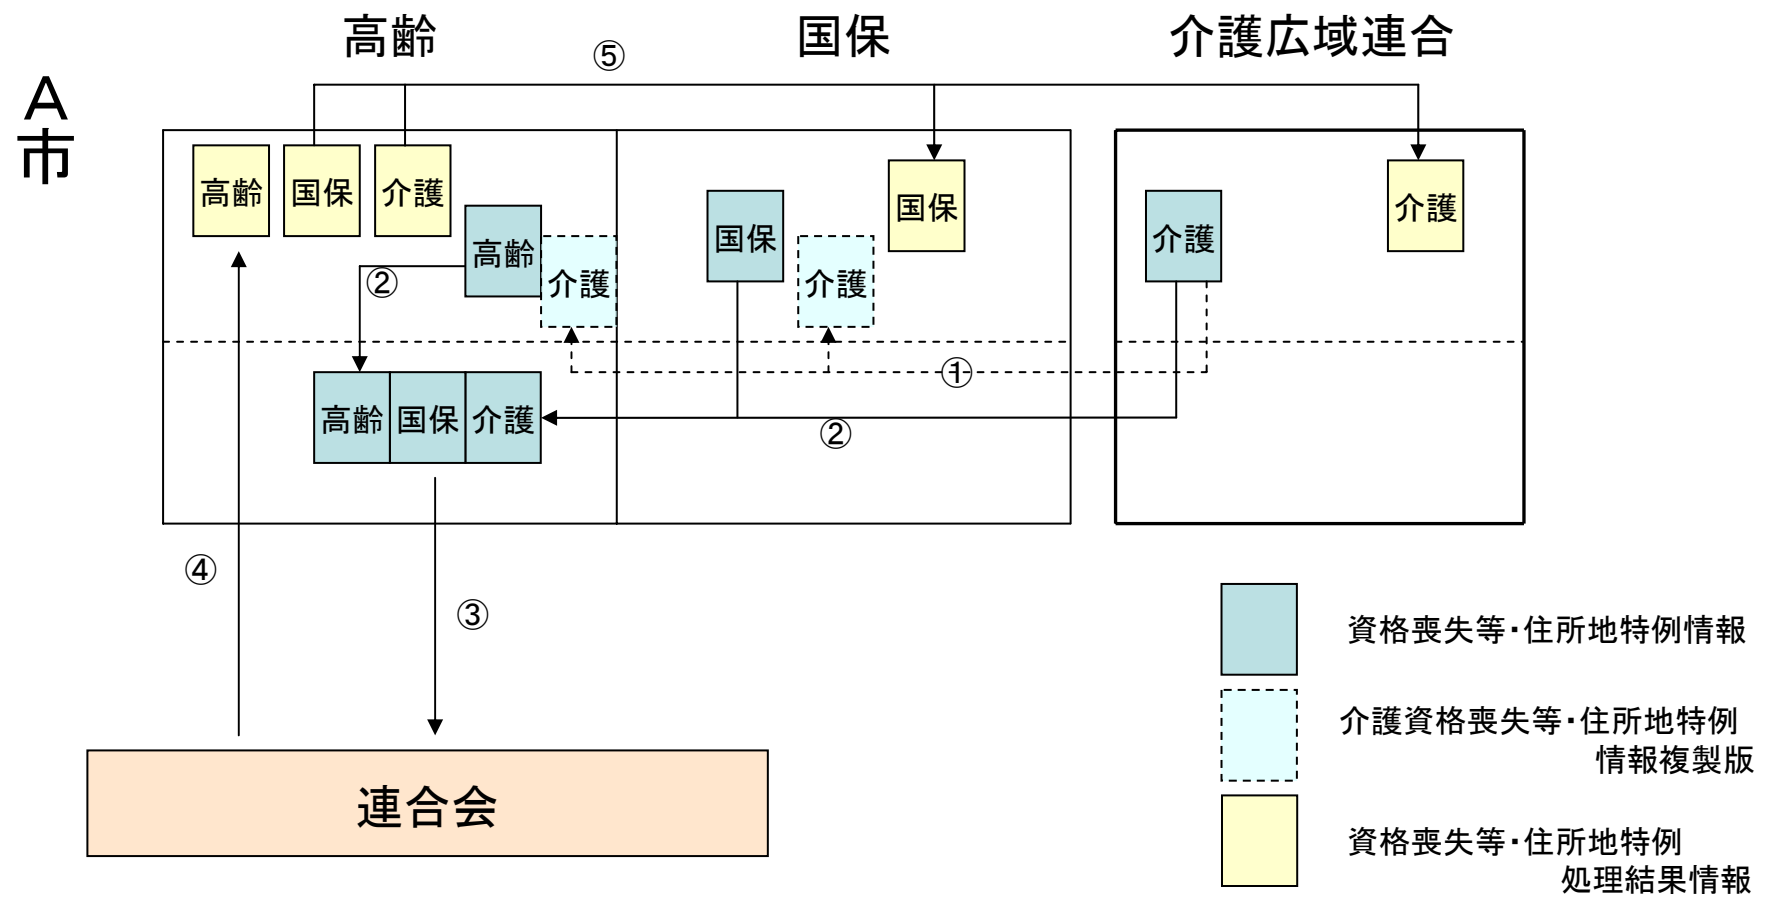 高齢
国保
介護広域連合
⑤
A
市
高齢
国保
介護
高齢
介護
国保
介護
国保
介護
介護
②
①
高齢
国保
介護
②
④
③
連合会
資格喪失等・住所地特例情報
介護資格喪失等・住所地特例
情報複製版
資格喪失等・住所地特例
処理結果情報